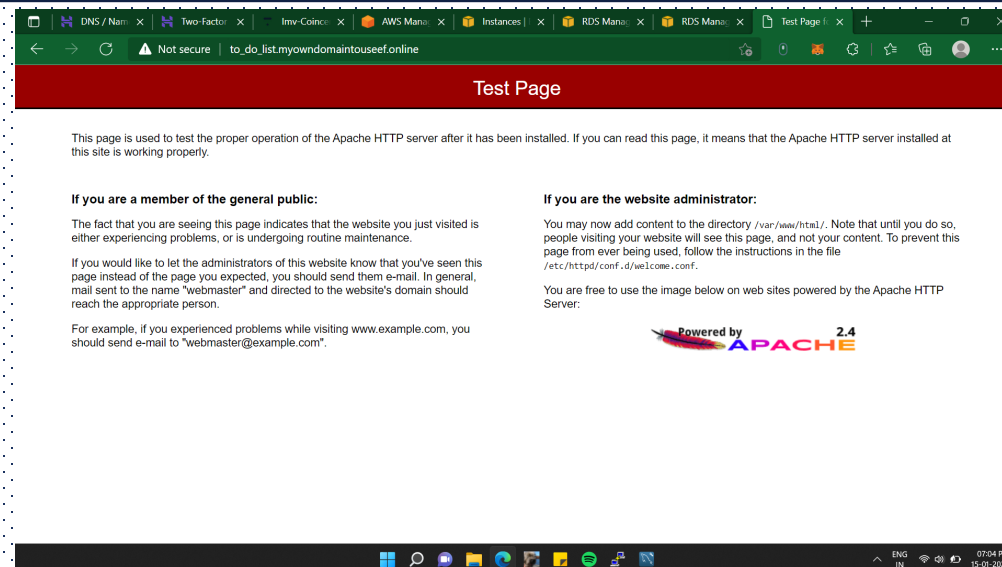 DNS / Nam
Two-Factor
Imv-Coince
AWS Mana
Instances |
RDS Manag
RDS Manag
Test Page fo
Not secure | to_do_list.myowndomaintouseef.online
Test Page
This page is used to test the proper operation of the Apache HTTP server after it has been installed. If you can read this page, it means that the Apache HTTP server installed at
this site is working properly.
If you are a member of the general public:
The fact that you are seeing this page indicates that the website you just visited is
either experiencing problems, or is undergoing routine maintenance.
If you would like to let the administrators of this website know that you've seen this
page instead of the page you expected, you should send them e-mail. In general,
mail sent to the name "webmaster" and directed to the website's domain should
reach the appropriate person.
For example, if you experienced problems while visiting www.example.com, you
should send e-mail to "webmaster@example.com".
If you are the website administrator:
You may now add content to the directory /var/www/html/. Note that until you do so,
people visiting your website will see this page, and not your content. To prevent this
page from ever being used, follow the instructions in the file
/etc/httpd/conf.d/welcome.conf.
You are free to use the image below on web sites powered by the Apache HTTP
Server:
Powered by 2.4
APACHE
ENG
IN
07:04 P
15-01-20